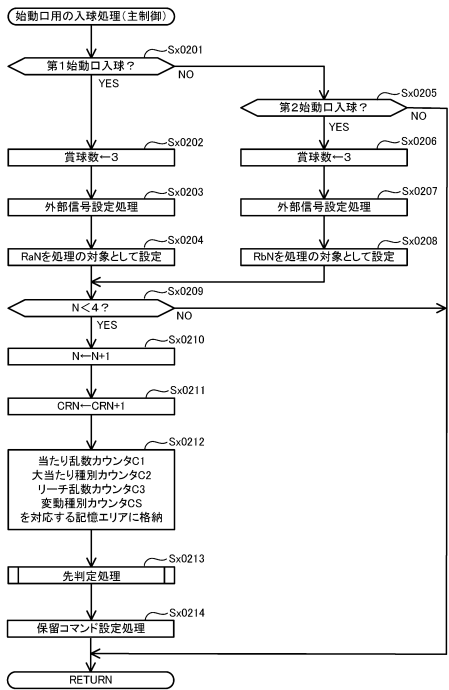 始動口用の入球処理(主制御)
Sx0201
第1始動口入球?
NO
YES
Sx0205
第2始動口入球?
NO
YES
Sx0202
賞球数←3
Sx0206
賞球数←3
Sx0203
外部信号設定処理
Sx0207
外部信号設定処理
Sx0204
RaNを処理の対象として設定
Sx0208
RbNを処理の対象として設定
Sx0209
N<4?
NO
YES
Sx0210
N←N+1
Sx0211
CRN←CRN+1
Sx0212
当たり乱数カウンタC1
大当たり種別カウンタC2
リーチ乱数カウンタC3
変動種別カウンタCS
を対応する記憶エリアに格納
Sx0213
先判定処理
Sx0214
保留コマンド設定処理
RETURN